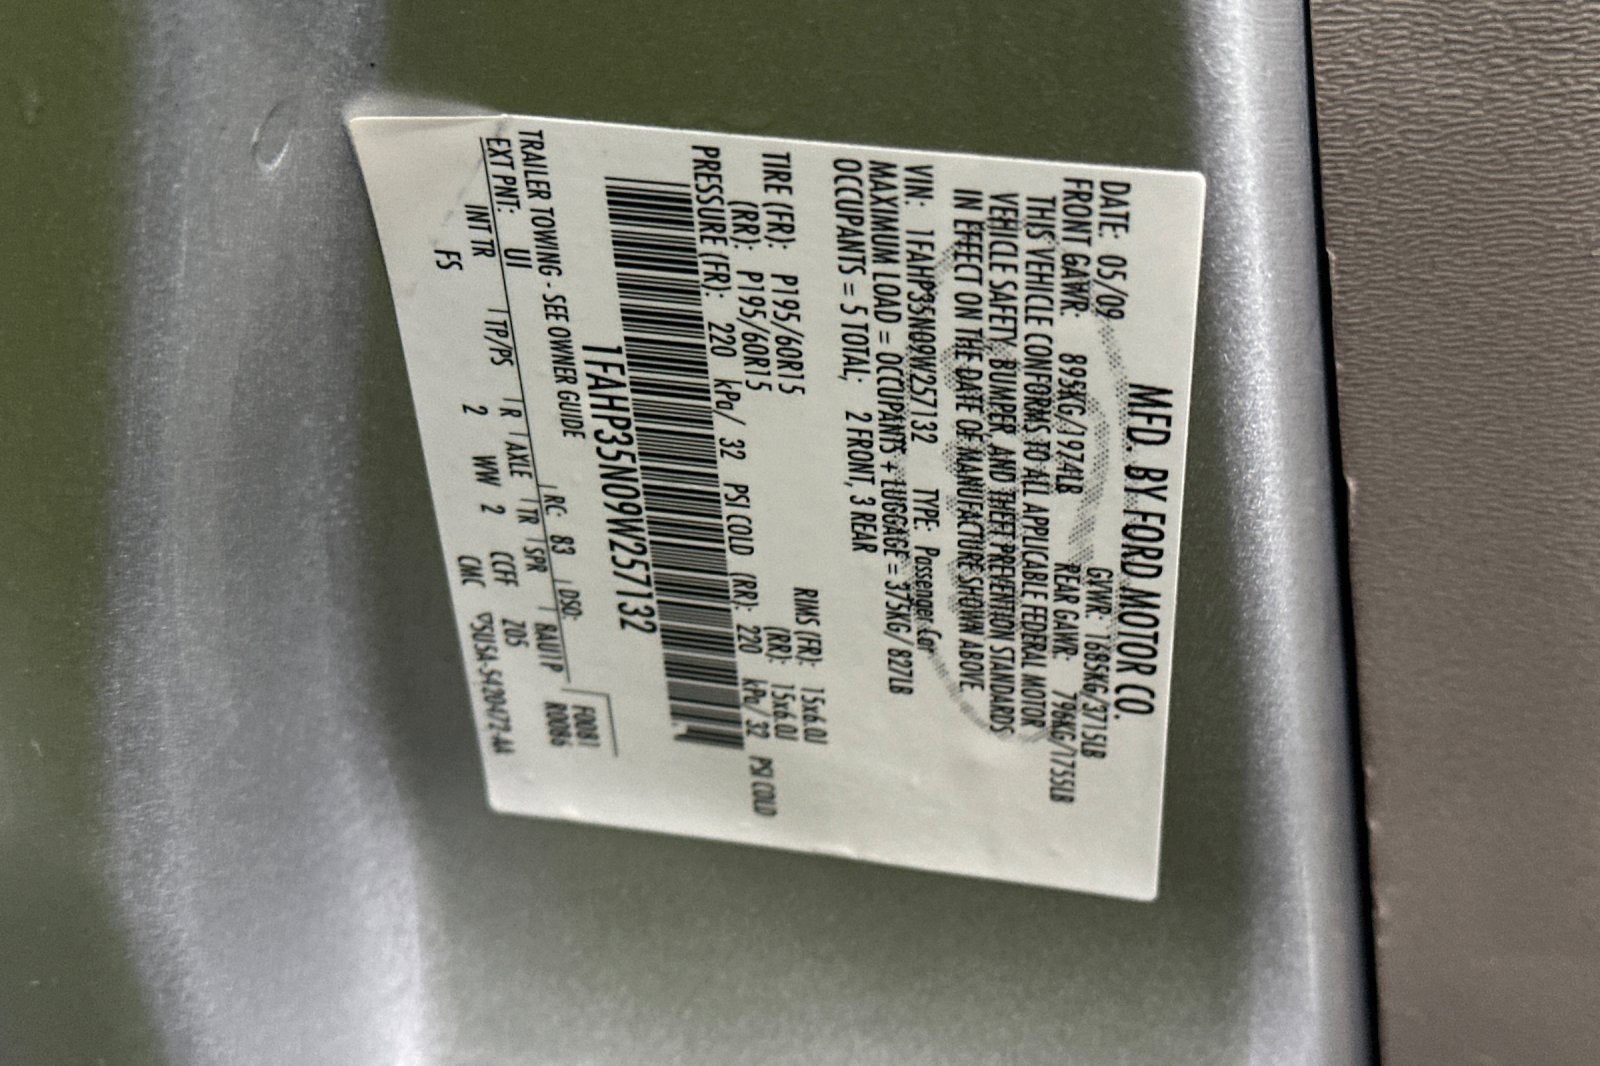 MFD. BY FORD MOTOR CO.
DATE: 05/09 GVWR: 1685KG/3715LB
FRONT GAWR: 895KG/1974LB REAR GAWR: 796KG/1755LB
THIS VEHICLE CONFORMS TO ALL APPLICABLE FEDERAL MOTOR
VEHICLE SAFETY, BUMPER, AND THEFT PREVENTION STANDARDS
IN EFFECT ON THE DATE OF MANUFACTURE SHOWN ABOVE.
VIN: 1FAHP35N09W257132 TYPE: Passenger Car
MAXIMUM LOAD = OCCUPANTS + LUGGAGE = 375KG/ 827LB
OCCUPANTS = 5 TOTAL; 2 FRONT, 3 REAR
TIRE (FR): P195/60R15 RIMS (FR): 15x6.0J
(RR): P195/60R15 (RR): 15x6.0J
PRESSURE (FR): 220 kPa/ 32 PSI COLD (RR): 220 kPa/ 32 PSI COLD
1FAHP35N09W257132
TRAILER TOWING - SEE OWNER GUIDE
F0081
R0086
EXT PNT: UI RC: 83 DSO:
INT TR TP/PS R AXLE TR SPR BAUTP
FS 2 WW 2 CCFF Z05
CMC